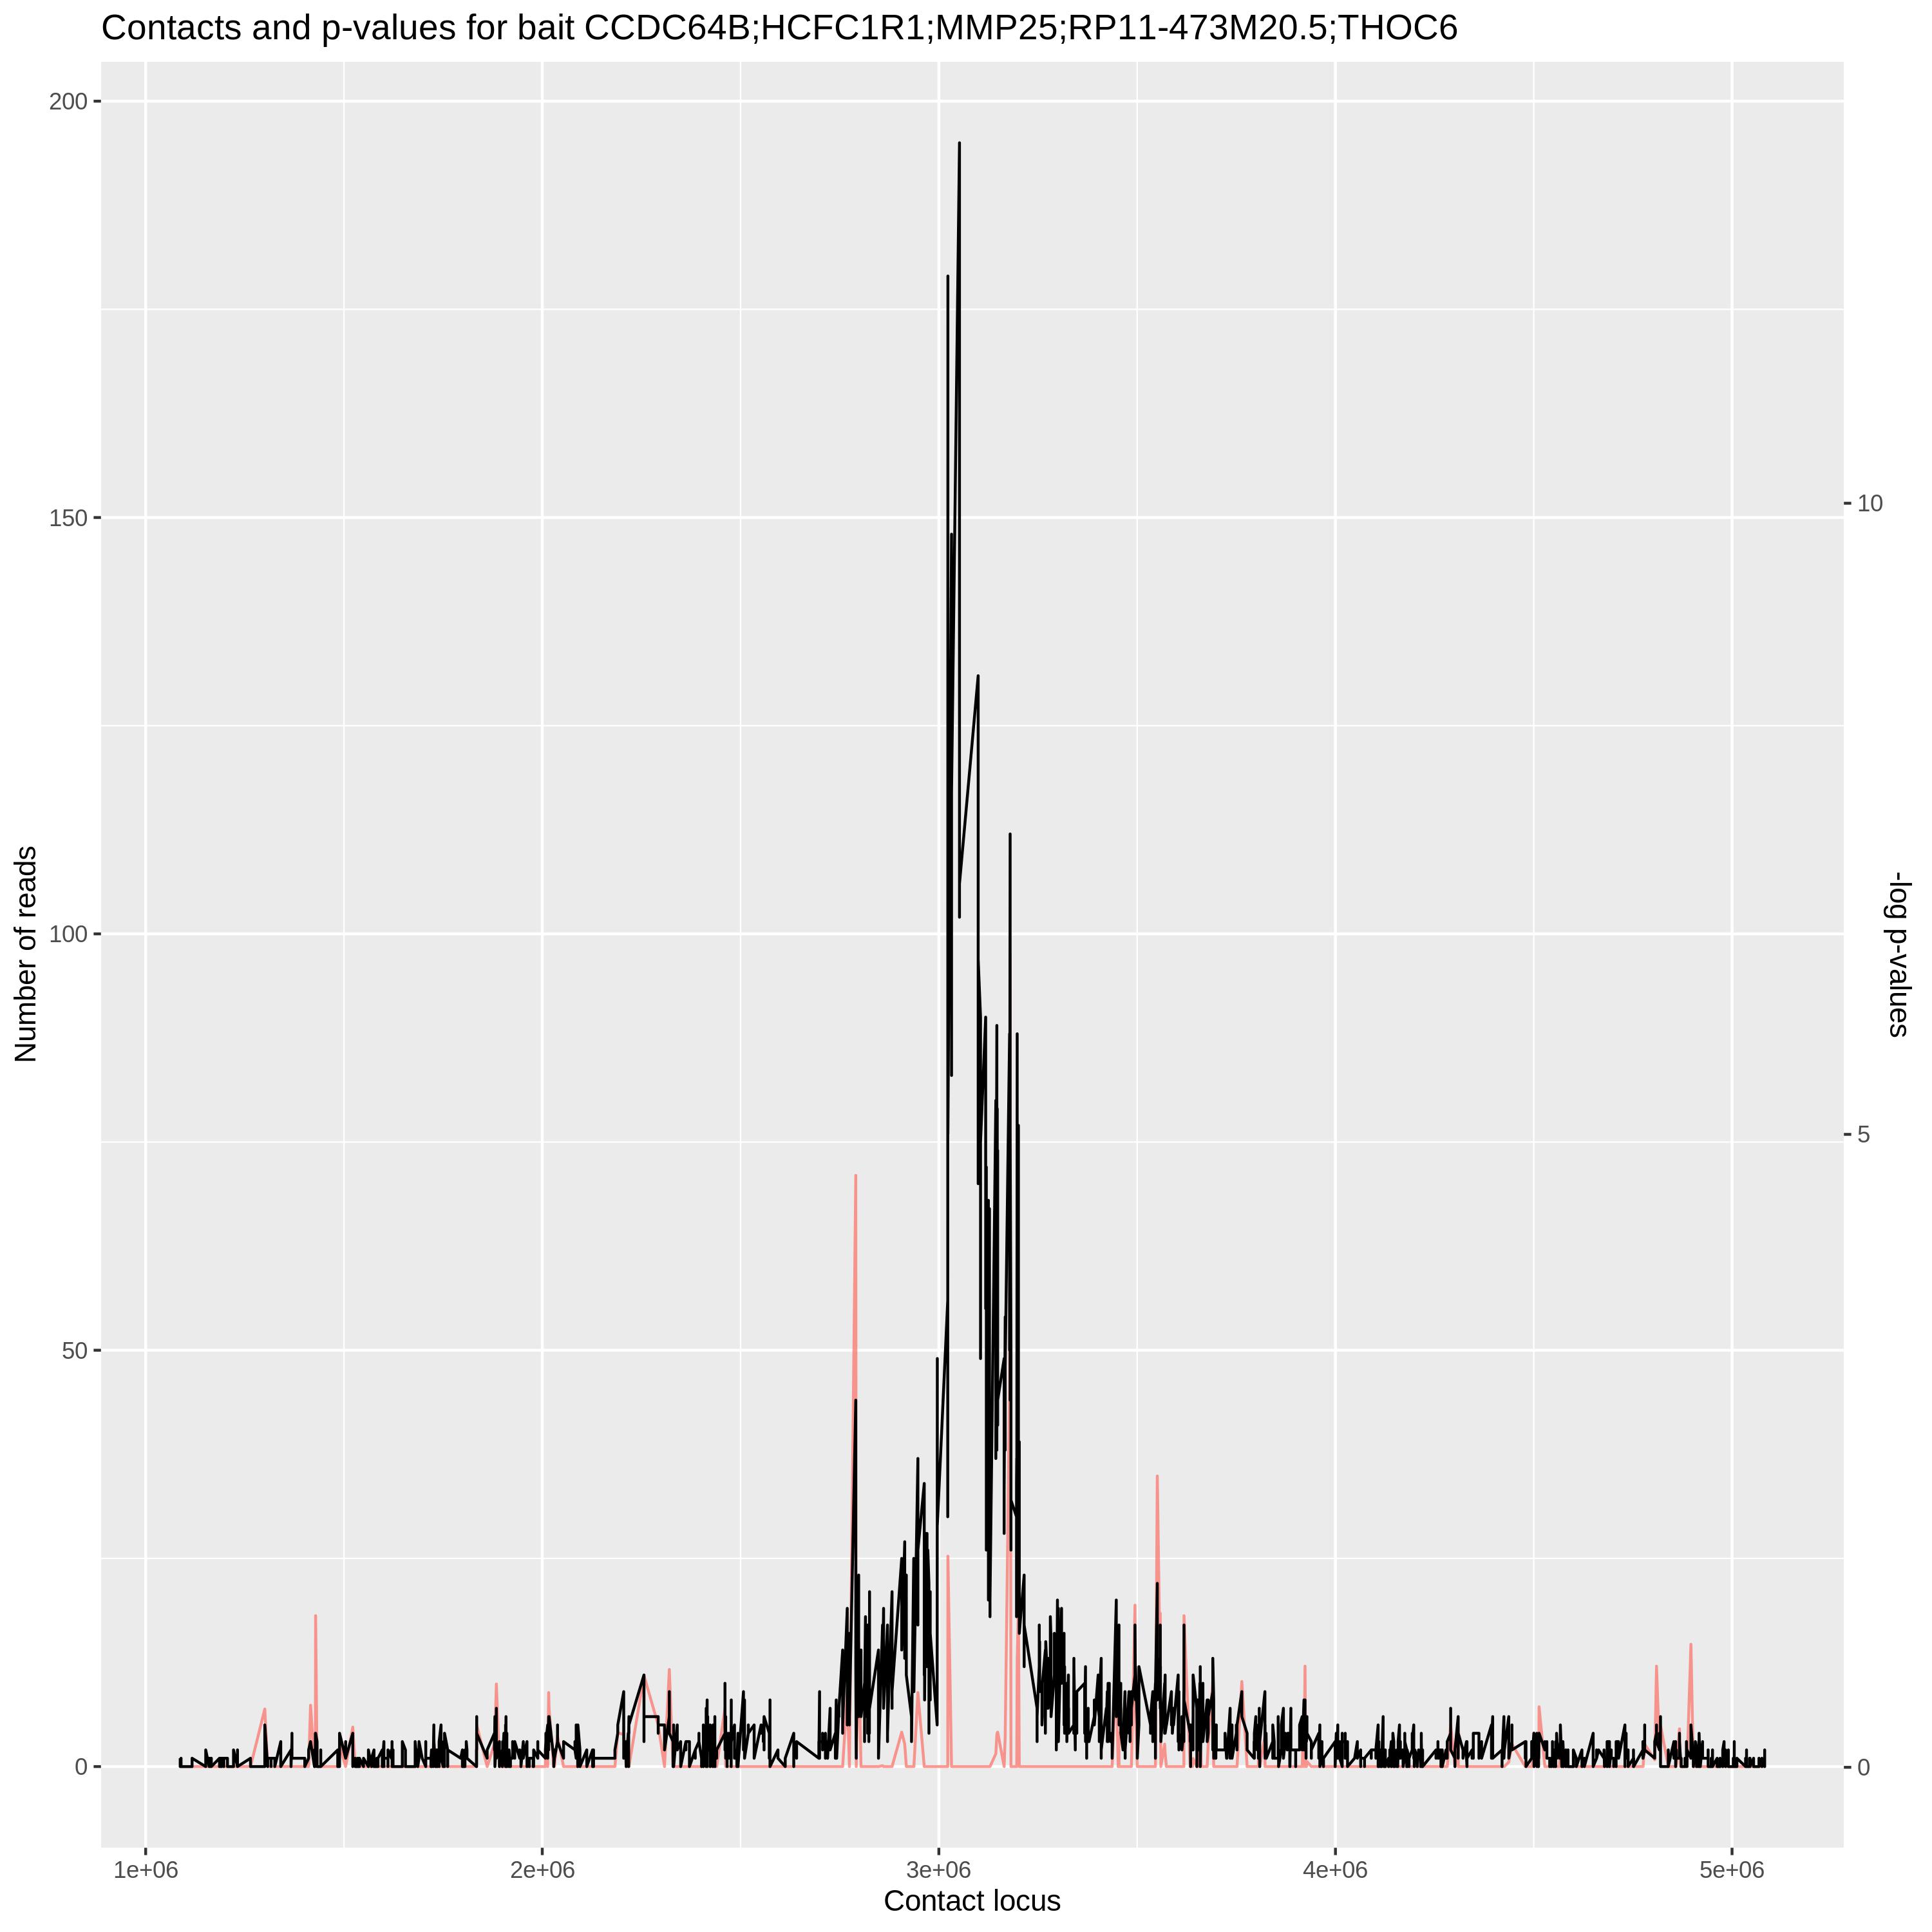 Contacts and p-values for bait CCDC64B;HCFC1R1;MMP25;RP11-473M20.5;THOC6
200
150
100
50
0
Number of reads
10
5
0
-log p-values
1e+06
2e+06
3e+06
4e+06
5e+06
Contact locus